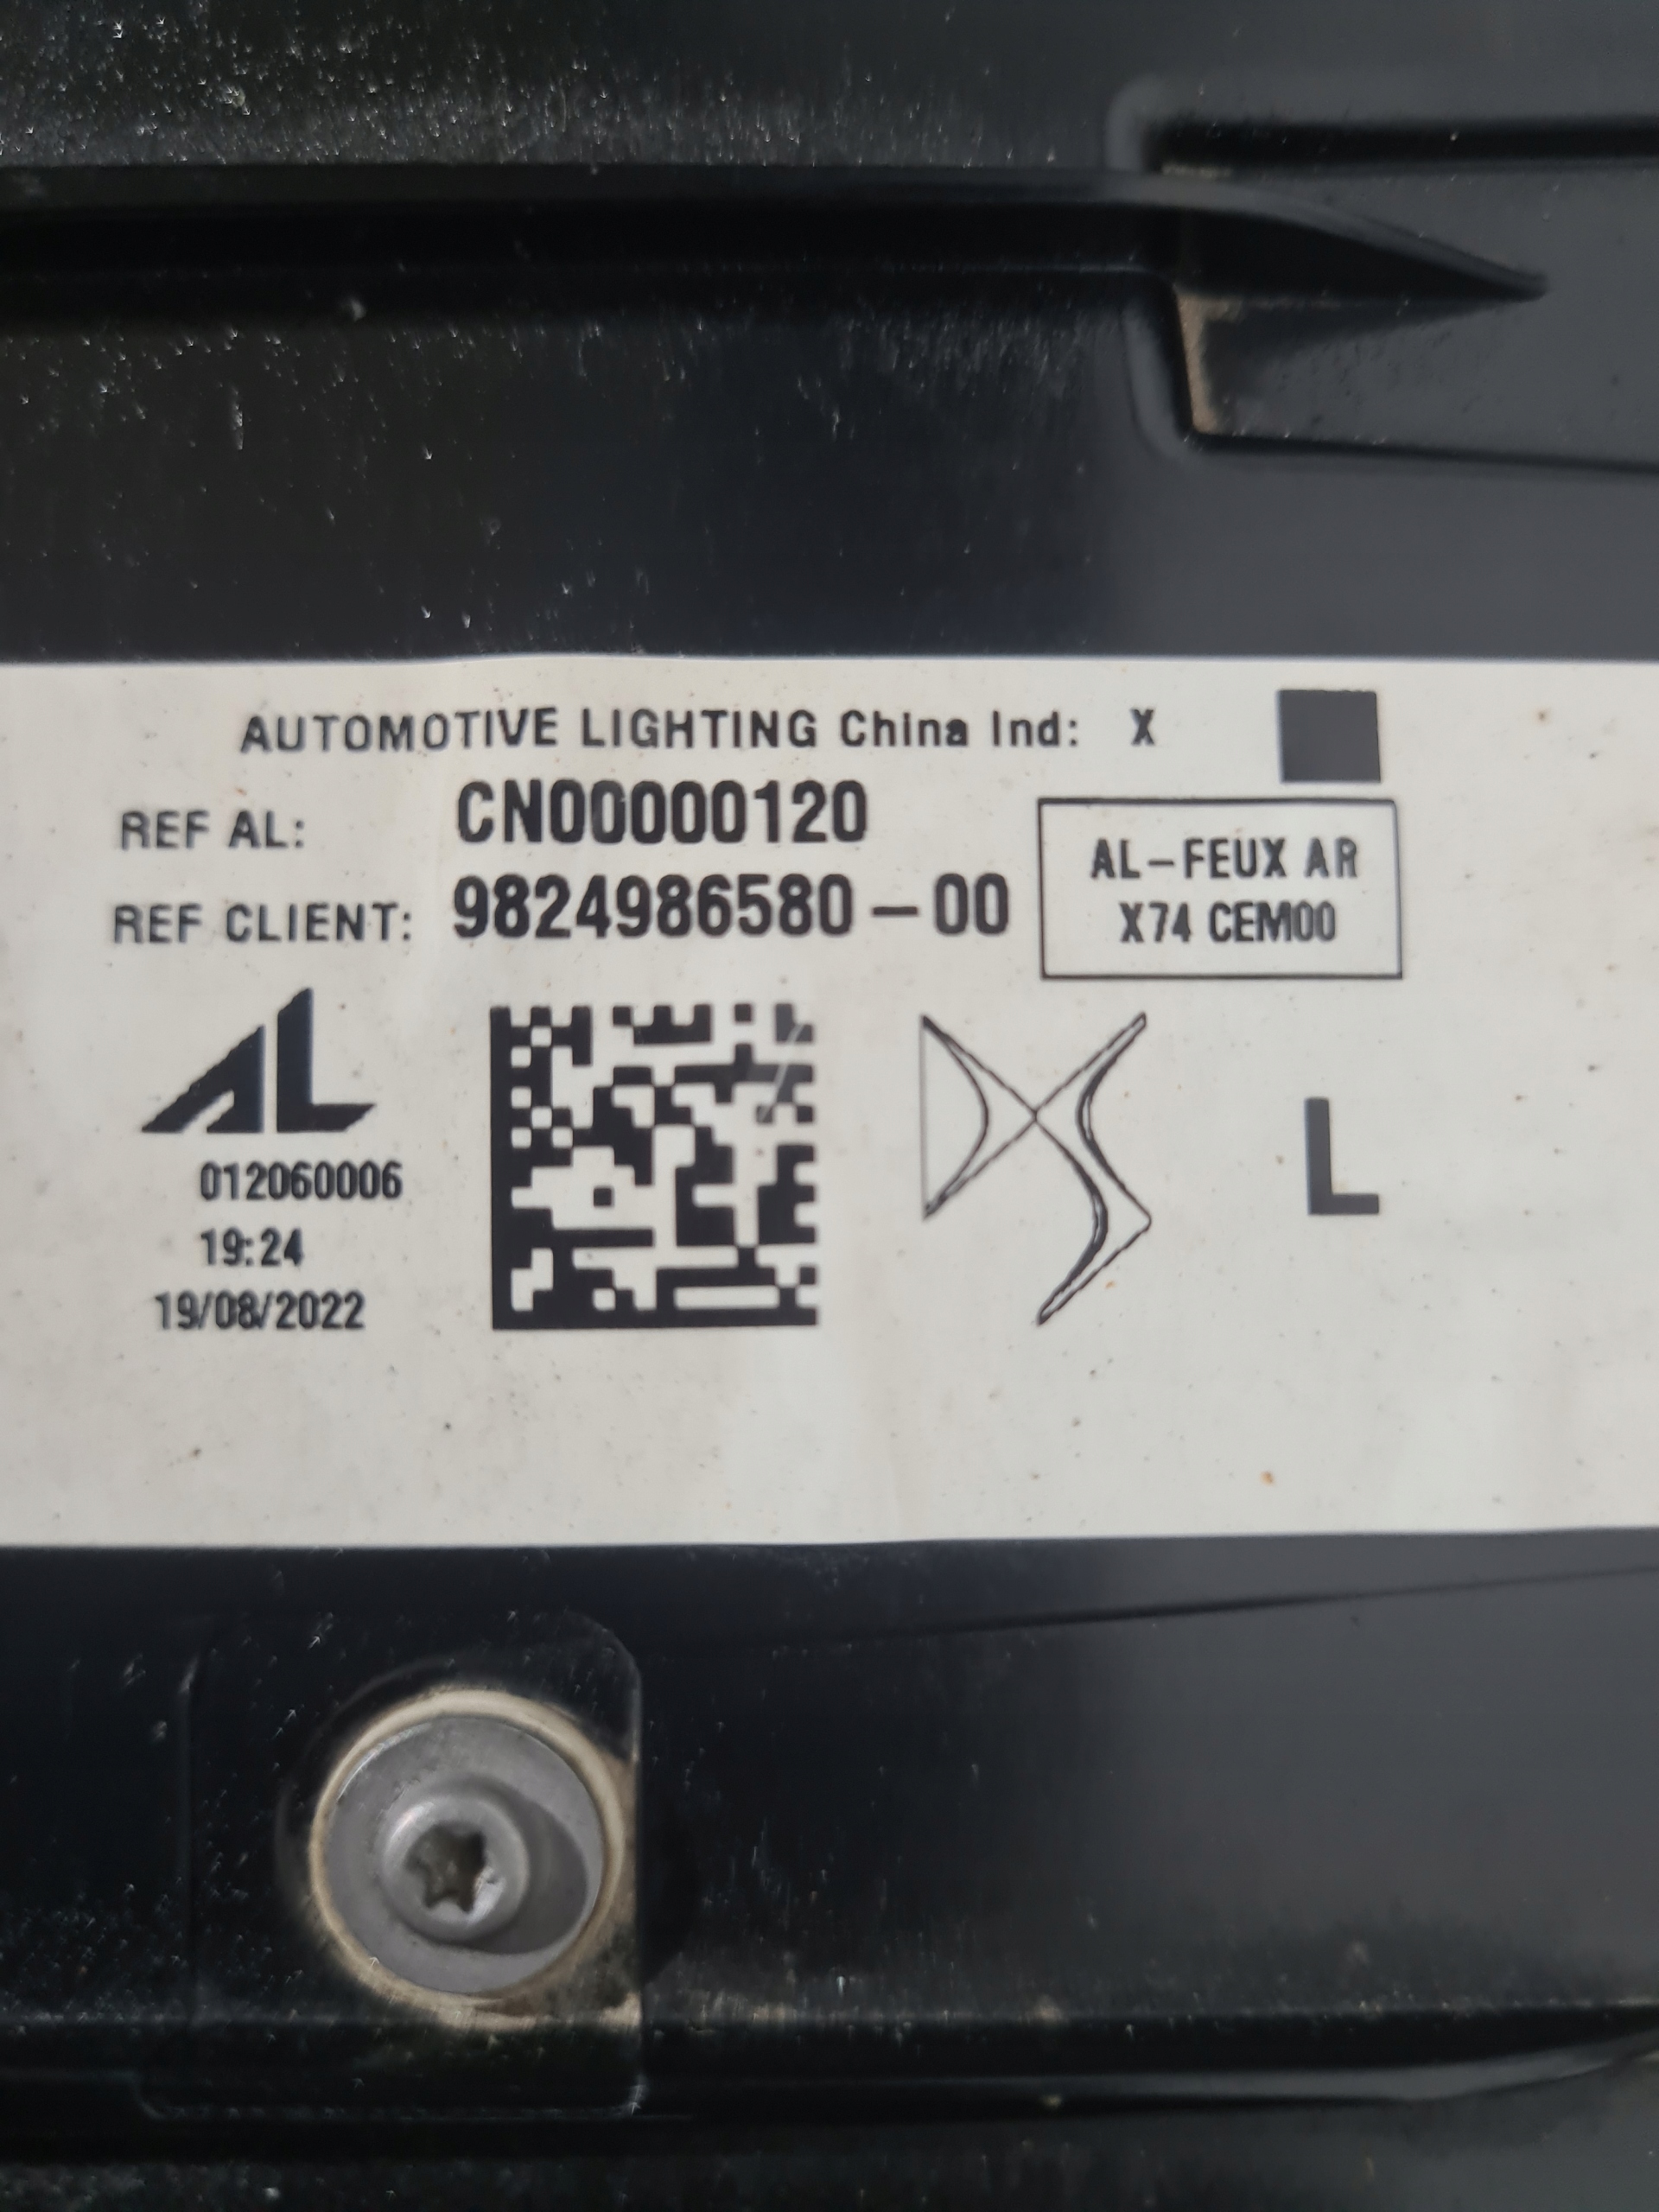 AUTOMOTIVE LIGHTING China Ind: X
REF AL: CN00000120
REF CLIENT: 9824986580-00
AL-FEUX AR
X74 CEM00
AL
012060006
19:24
19/08/2022
DS
L